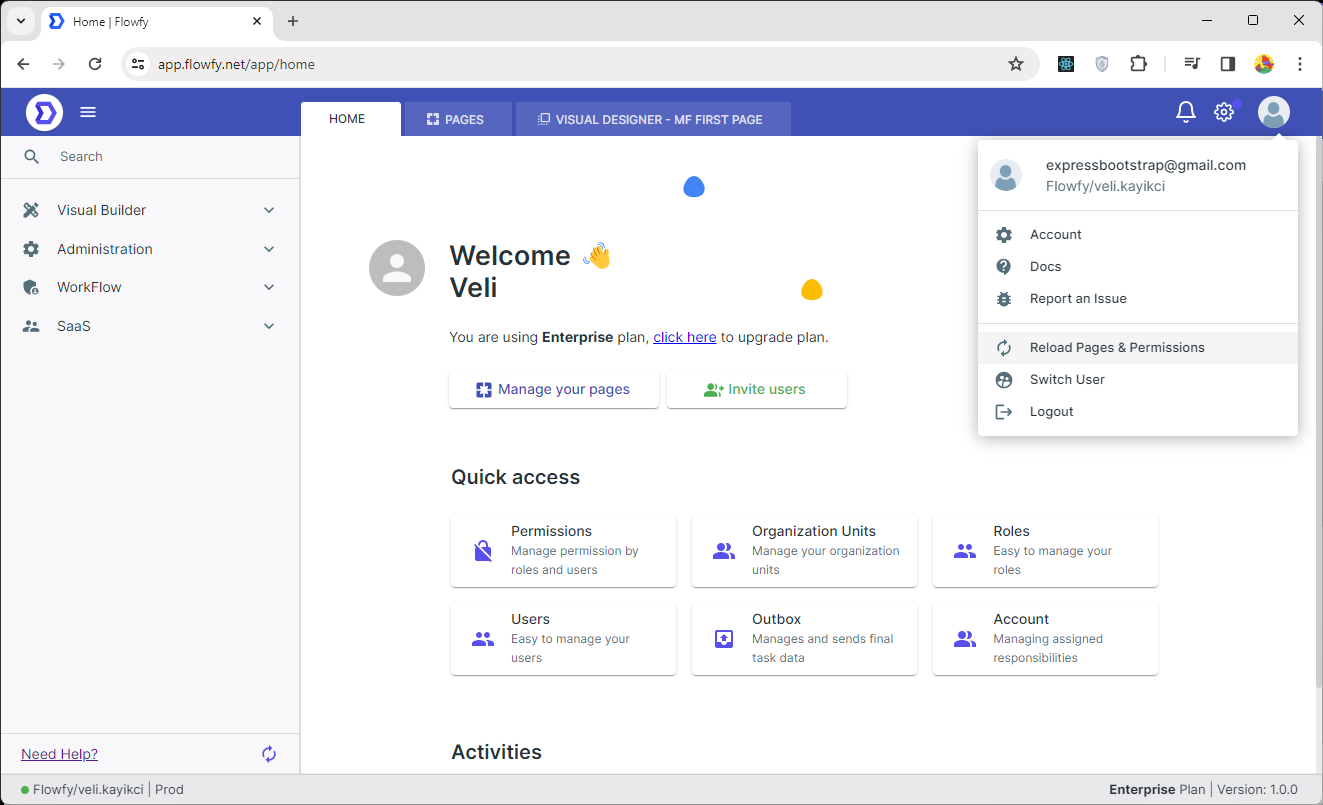 Home | Flowfy
app.flowfy.net/app/home
HOME
PAGES
VISUAL DESIGNER - MF FIRST PAGE
Search
Visual Builder
Administration
WorkFlow
SaaS
Need Help?
Welcome 👋
Veli
You are using Enterprise plan, click here to upgrade plan.
Manage your pages
Invite users
Quick access
Permissions
Manage permission by
roles and users
Organization Units
Manage your organization
units
Roles
Easy to manage your
roles
Users
Easy to manage your
users
Outbox
Manages and sends final
task data
Account
Managing assigned
responsibilities
Activities
expressbootstrap@gmail.com
Flowfy/veli.kayikci
Account
Docs
Report an Issue
Reload Pages & Permissions
Switch User
Logout
Flowfy/veli.kayikci | Prod
Enterprise Plan | Version: 1.0.0